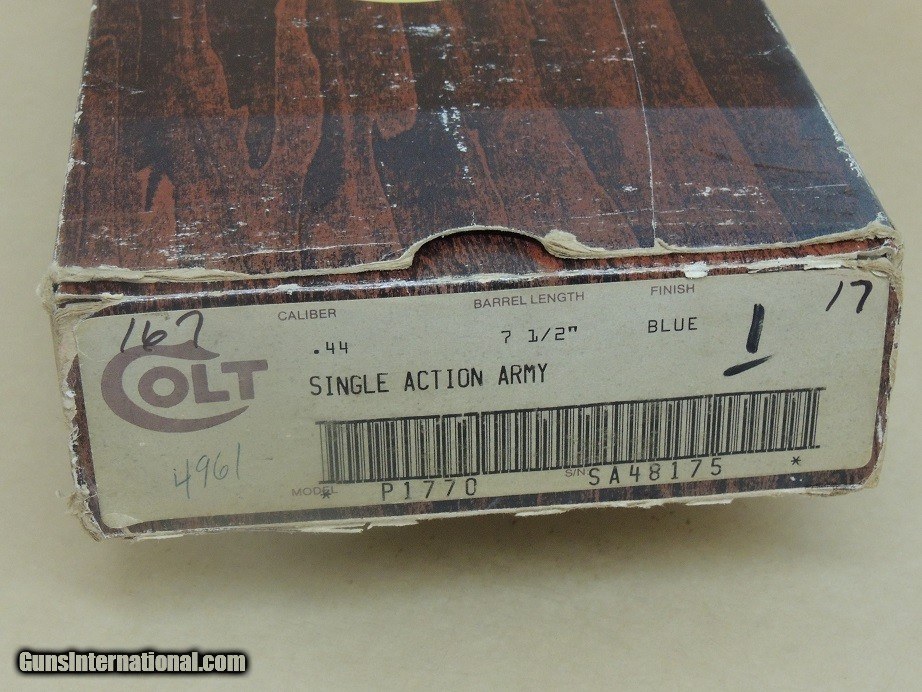 167
CALIBER BARREL LENGTH FINISH
17
.44 7 1/2" BLUE
1
COLT
SINGLE ACTION ARMY
4961
MODEL * P1770 S/N SA48175 *
GunsInternational.com